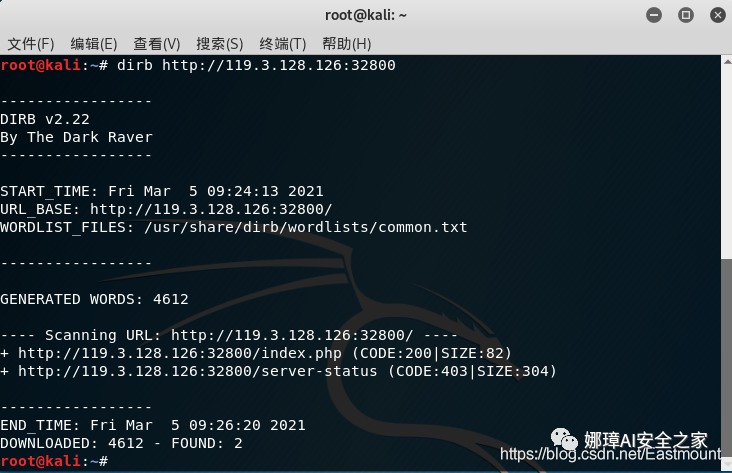 root@kali: ~
文件(F) 编辑(E) 查看(V) 搜索(S) 终端(T) 帮助(H)
root@kali:~# dirb http://119.3.128.126:32800
-----------------
DIRB v2.22
By The Dark Raver
-----------------
START_TIME: Fri Mar  5 09:24:13 2021
URL_BASE: http://119.3.128.126:32800/
WORDLIST_FILES: /usr/share/dirb/wordlists/common.txt
-----------------
GENERATED WORDS: 4612
---- Scanning URL: http://119.3.128.126:32800/ ----
+ http://119.3.128.126:32800/index.php (CODE:200|SIZE:82)
+ http://119.3.128.126:32800/server-status (CODE:403|SIZE:304)
-----------------
END_TIME: Fri Mar  5 09:26:20 2021
DOWNLOADED: 4612 - FOUND: 2
root@kali:~#
娜璋AI安全之家
https://blog.csdn.net/Eastmount